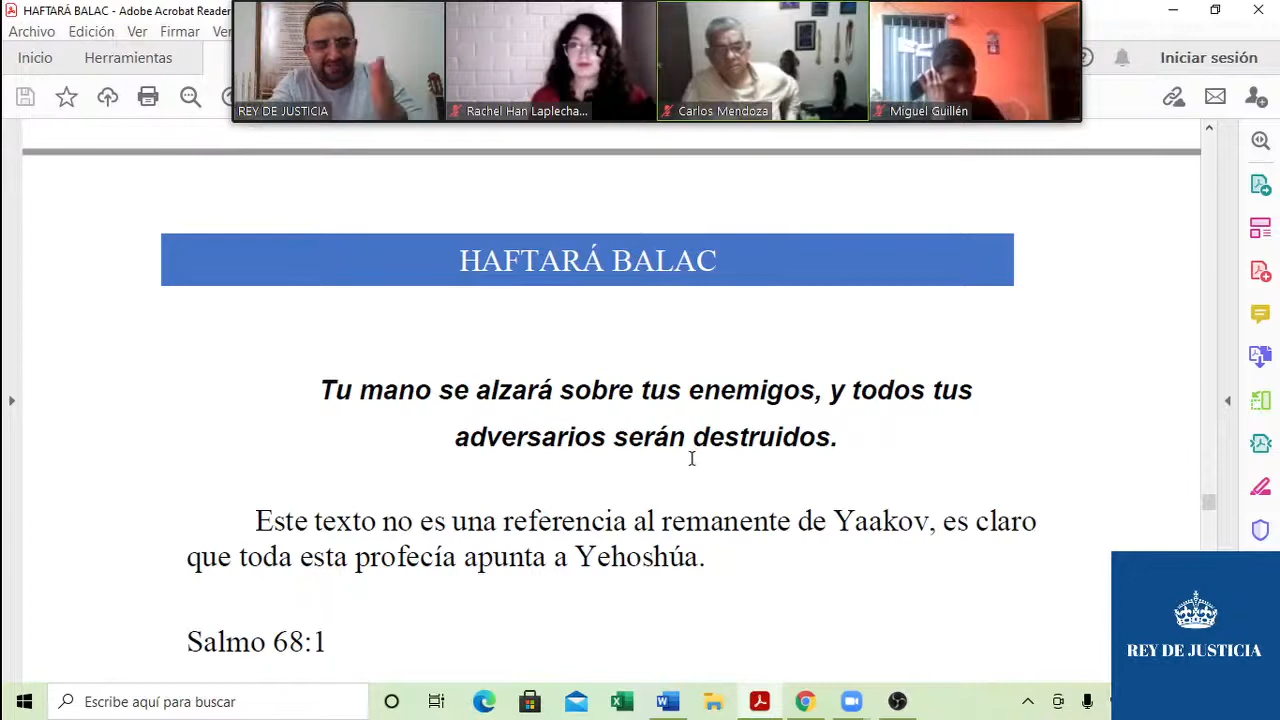 HAFTARÁ BALAC - Adobe Acrobat Reader
Archivo Edición Ver Firmar
Inicio Herramientas
Iniciar sesión
REY DE JUSTICIA
Rachel Han Laplecha...
Carlos Mendoza
Miguel Guillén
HAFTARÁ BALAC
Tu mano se alzará sobre tus enemigos, y todos tus
adversarios serán destruidos.
Este texto no es una referencia al remanente de Yaakov, es claro
que toda esta profecía apunta a Yehoshúa.
Salmo 68:1
REY DE JUSTICIA
Escribe aquí para buscar